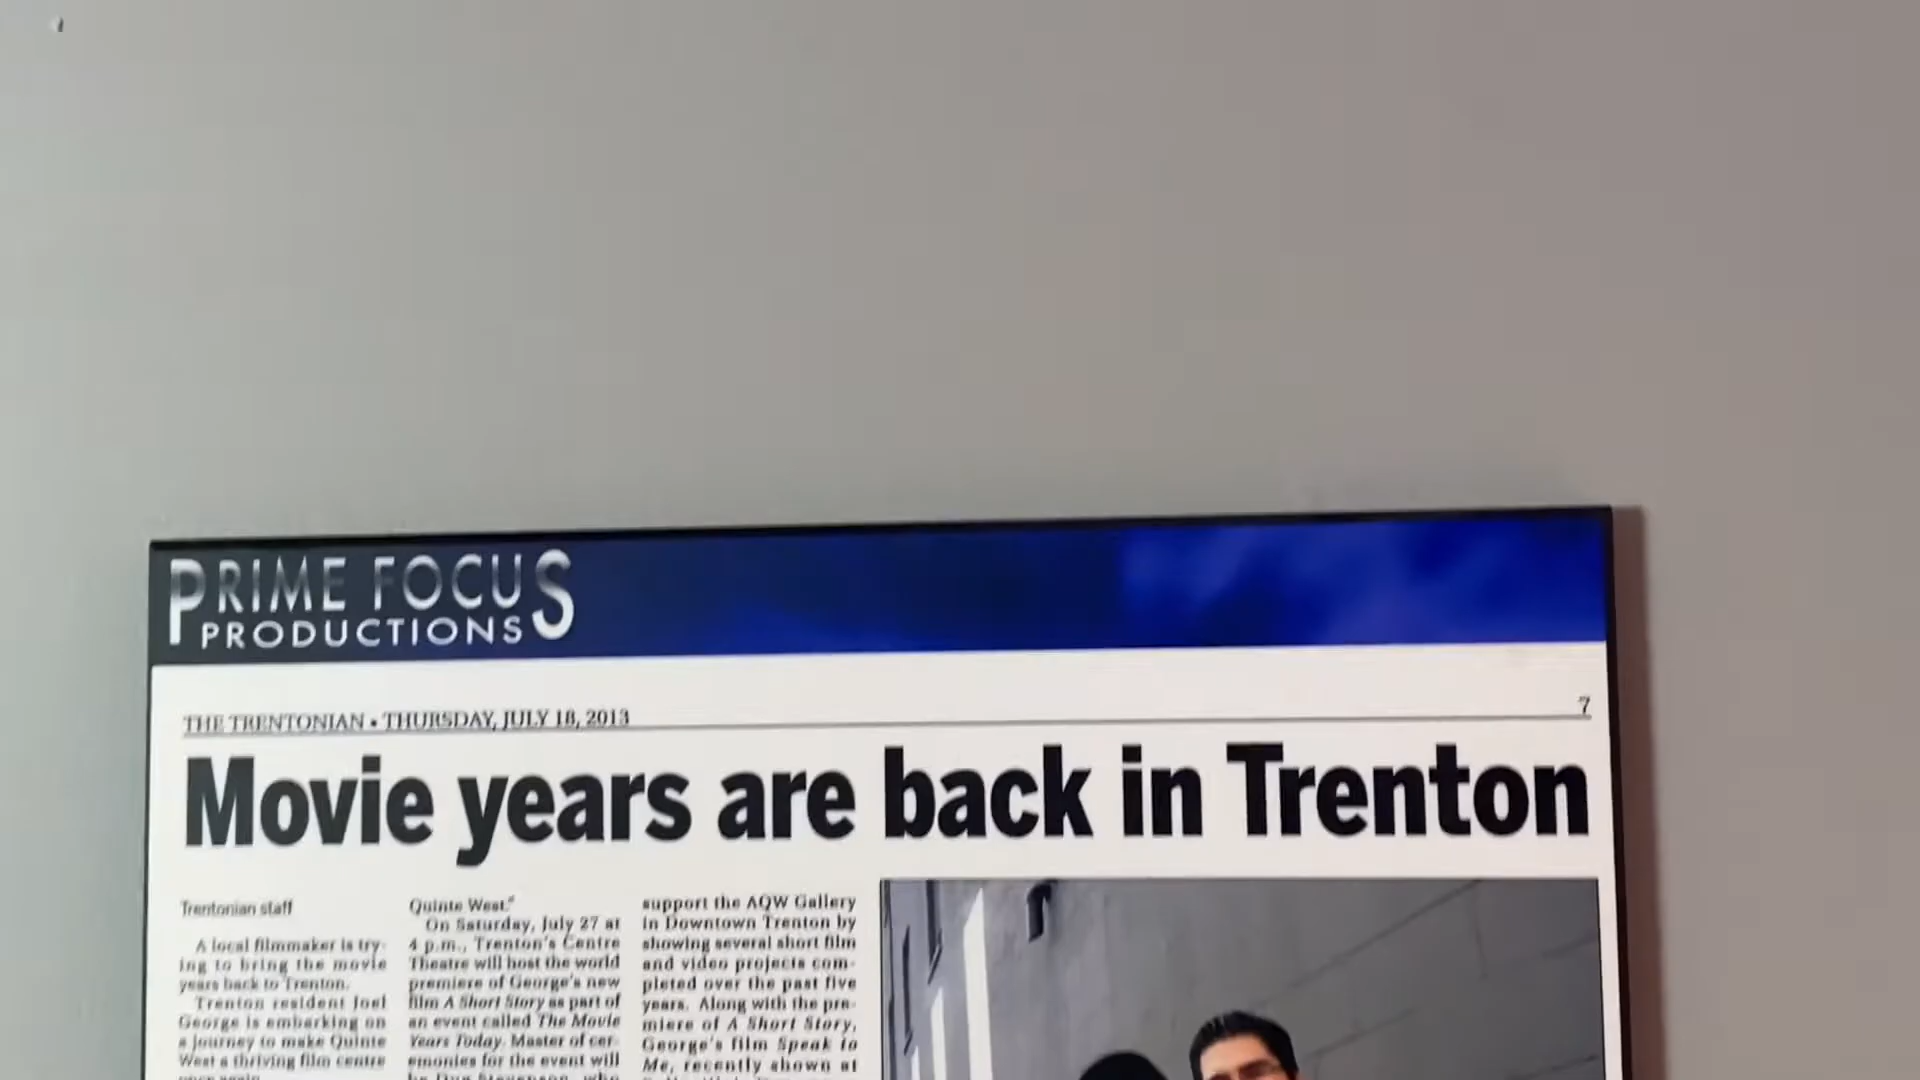 PRIME FOCUS
PRODUCTIONS
THE TRENTONIAN • THURSDAY, JULY 18, 2013
7
Movie years are back in Trenton
Trentonian staff
A local filmmaker is try-
ing to bring the movie
years back to Trenton.
Trenton resident Joel
George is embarking on
a journey to make Quinte
West a thriving film centre
once again.
Quinte West."
On Saturday, July 27 at
4 p.m., Trenton's Centre
Theatre will host the world
premiere of George's new
film A Short Story as part of
an event called The Movie
Years Today. Master of cer-
emonies for the event will
support the AQW Gallery
in Downtown Trenton by
showing several short film
and video projects com-
pleted over the past five
years. Along with the pre-
miere of A Short Story,
George's film Speak to
Me, recently shown at